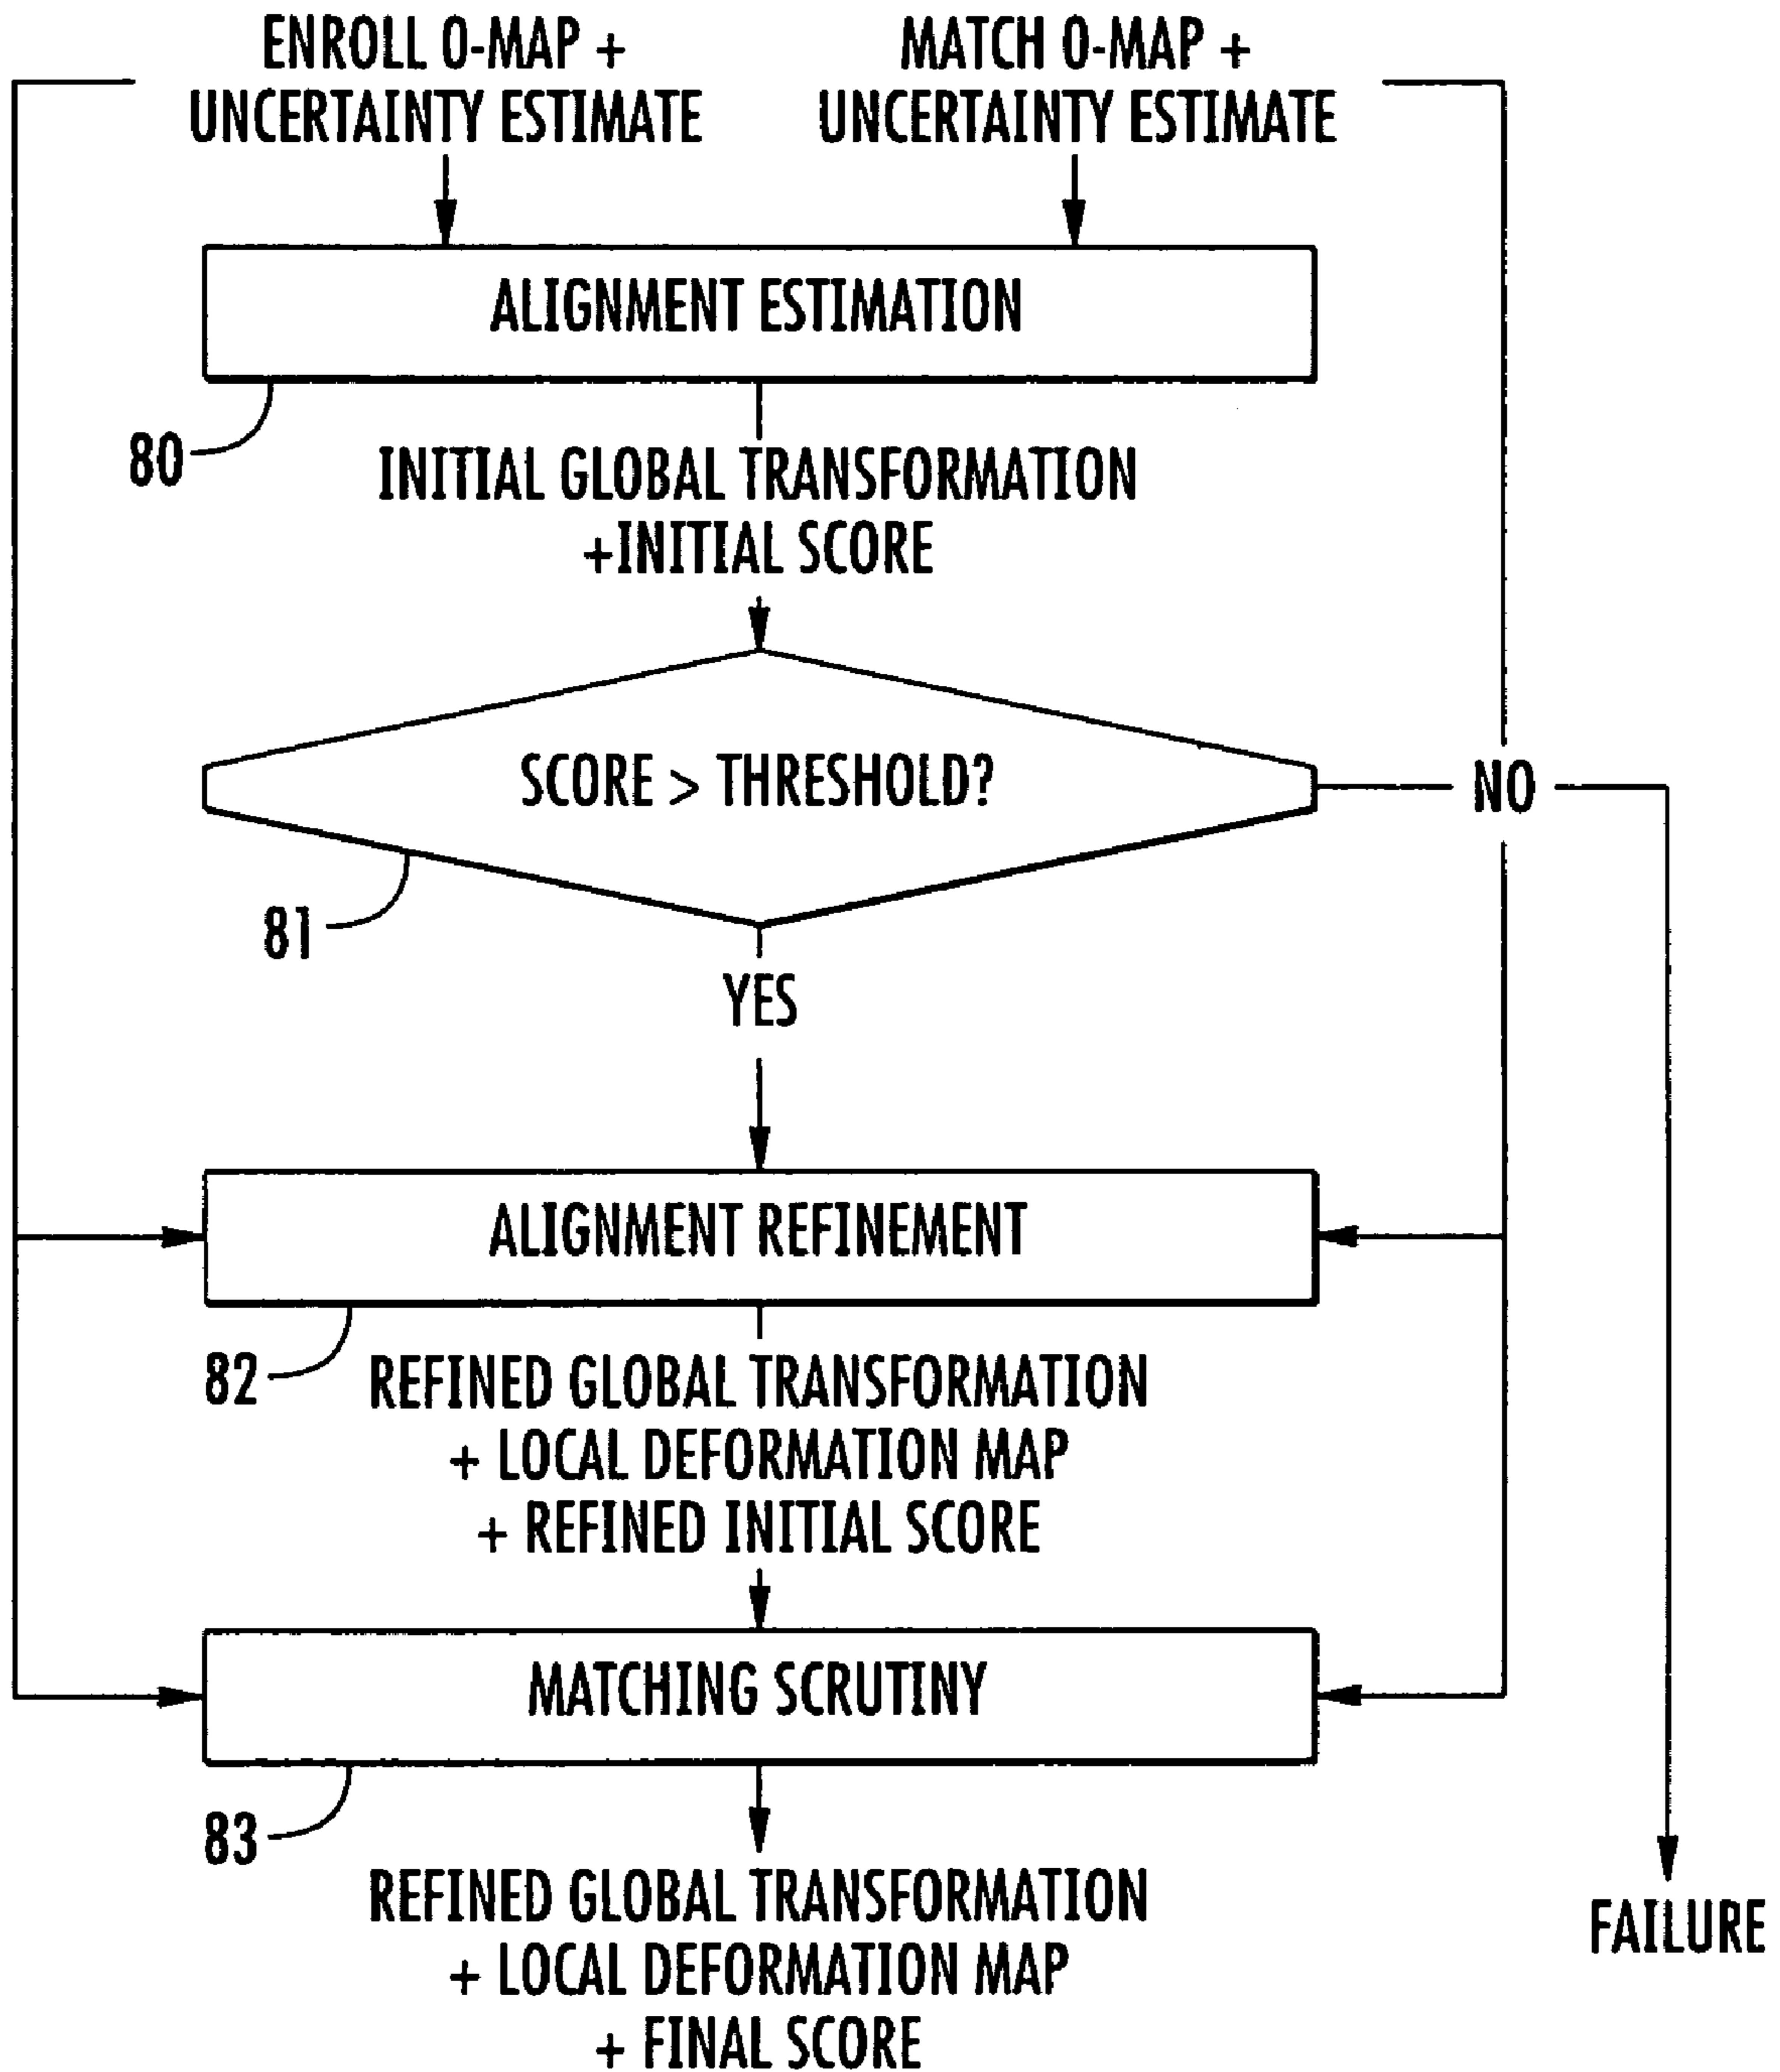 ENROLL O-MAP +
UNCERTAINTY ESTIMATE
MATCH O-MAP +
UNCERTAINTY ESTIMATE
ALIGNMENT ESTIMATION
80
INITIAL GLOBAL TRANSFORMATION
+INITIAL SCORE
SCORE > THRESHOLD?
NO
81
YES
ALIGNMENT REFINEMENT
82
REFINED GLOBAL TRANSFORMATION
+ LOCAL DEFORMATION MAP
+ REFINED INITIAL SCORE
MATCHING SCRUTINY
83
REFINED GLOBAL TRANSFORMATION
+ LOCAL DEFORMATION MAP
+ FINAL SCORE
FAILURE